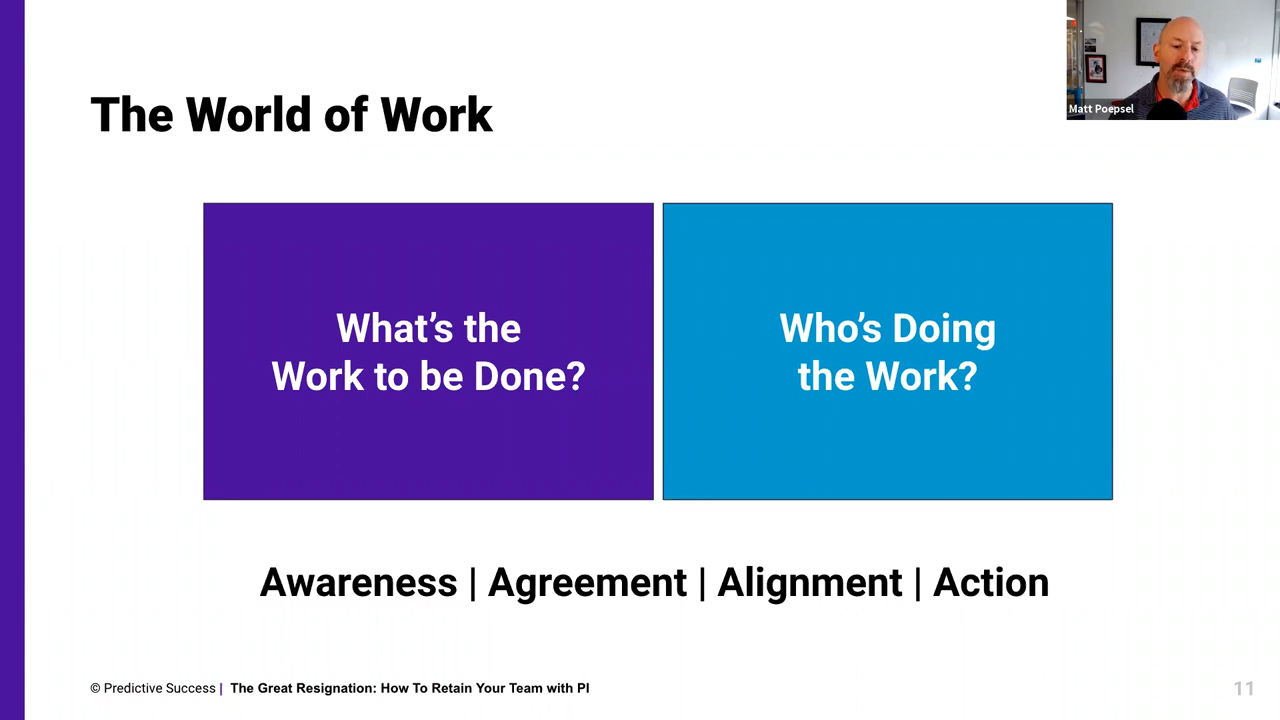 Matt Poepsel
The World of Work
What’s the
Work to be Done?
Who’s Doing
the Work?
Awareness | Agreement | Alignment | Action
© Predictive Success | The Great Resignation: How To Retain Your Team with PI
11